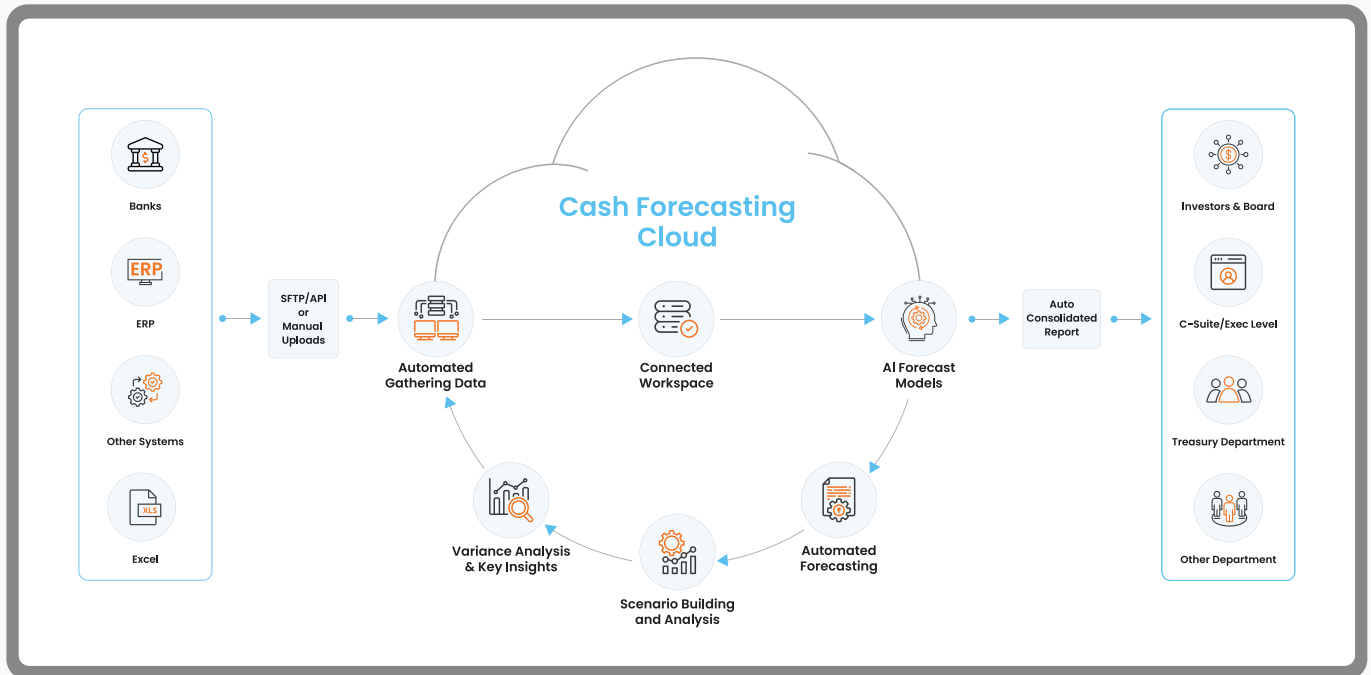 Cash Forecasting
Cloud
Banks
ERP
ERP
Other Systems
XLS
Excel
SFTP/API
or
Manual
Uploads
Automated
Gathering Data
Connected
Workspace
AI Forecast
Models
Automated
Forecasting
Scenario Building
and Analysis
Variance Analysis
& Key Insights
Auto
Consolidated
Report
Investors & Board
C-Suite/Exec Level
Treasury Department
Other Department